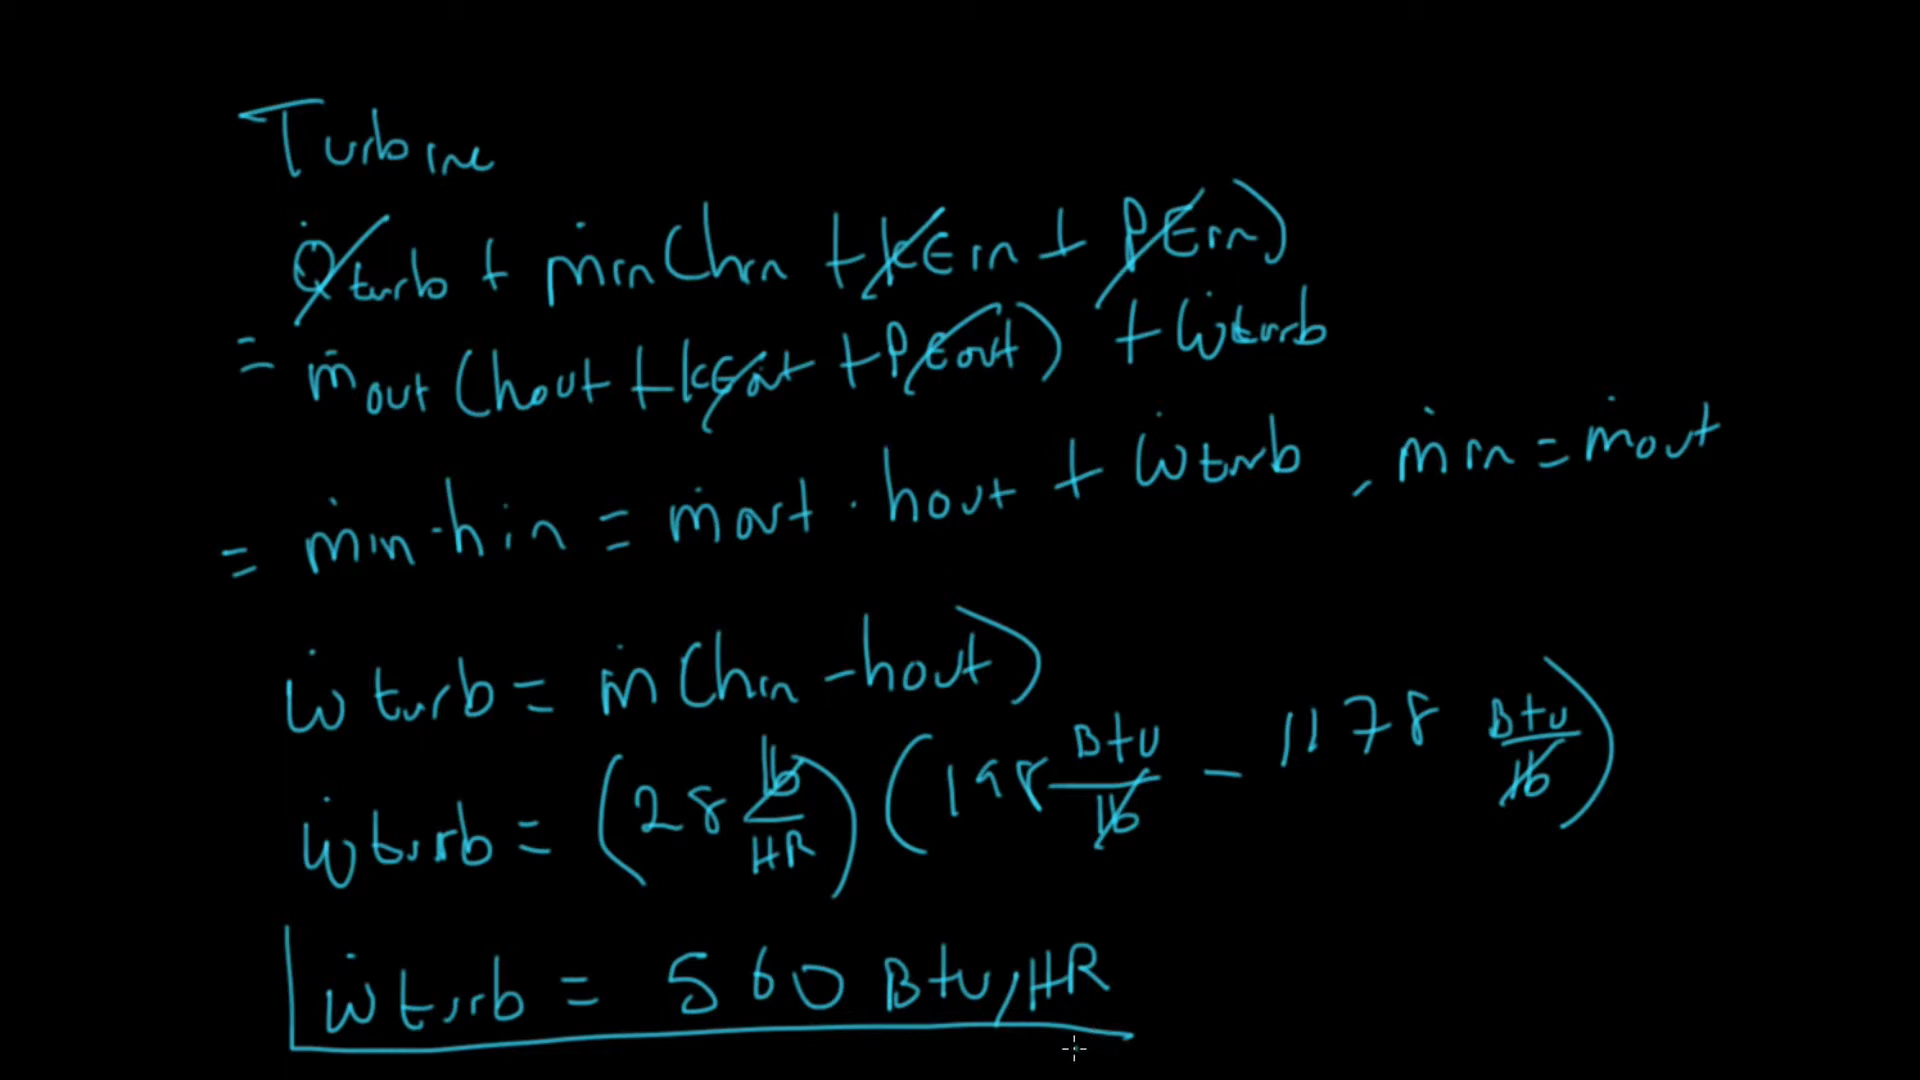 Turbine
Q̇turb + ṁin(hin + KEin + PEin)
= ṁout (hout + KEout + PEout) + ẇturb
= ṁin·hin = ṁout · hout + ẇturb , ṁin = ṁout
ẇturb = ṁ(hin - hout)
ẇturb = (28 lb/HR) (198 Btu/lb - 1178 Btu/lb)
ẇturb = 560 Btu/HR